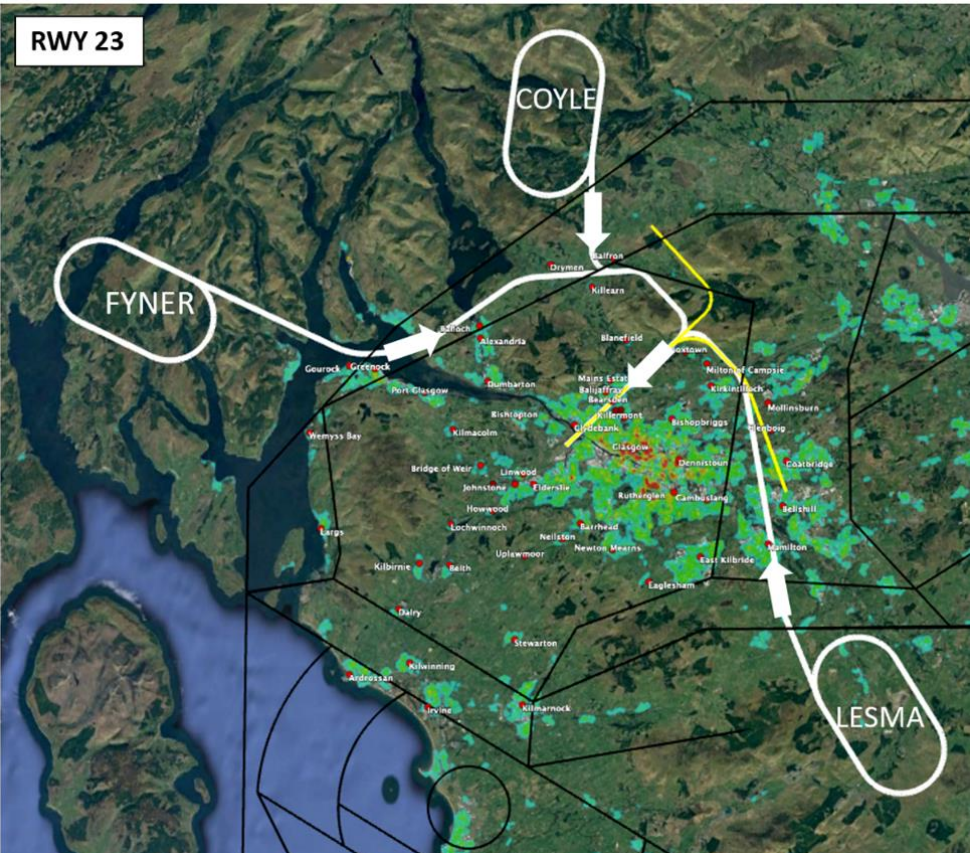 RWY 23
COYLE
FYNER
LESMA
Balfron
Drymen
Killearn
Balloch
Alexandria
Blanefield
Gourock
Greenock
Port Glasgow
Dumbarton
Milton of Campsie
Kirkintilloch
Mains Estat
Baljaffray
Bearsden
Killermont
Mollinsburn
Bishopton
Clydebank
Bishopbriggs
Glenboig
Wemyss Bay
Kilmacolm
Glasgow
Bridge of Weir
Linwood
Dennistoun
Coatbridge
Johnstone
Elderslie
Rutherglen
Cambuslang
Howwood
Bellshill
Largs
Lochwinnoch
Barrhead
Neilston
Newton Mearns
Hamilton
Uplawmoor
East Kilbride
Kilbirnie
Beith
Eaglesham
Dalry
Stewarton
Kilwinning
Ardrossan
Irvine
Kilmarnock